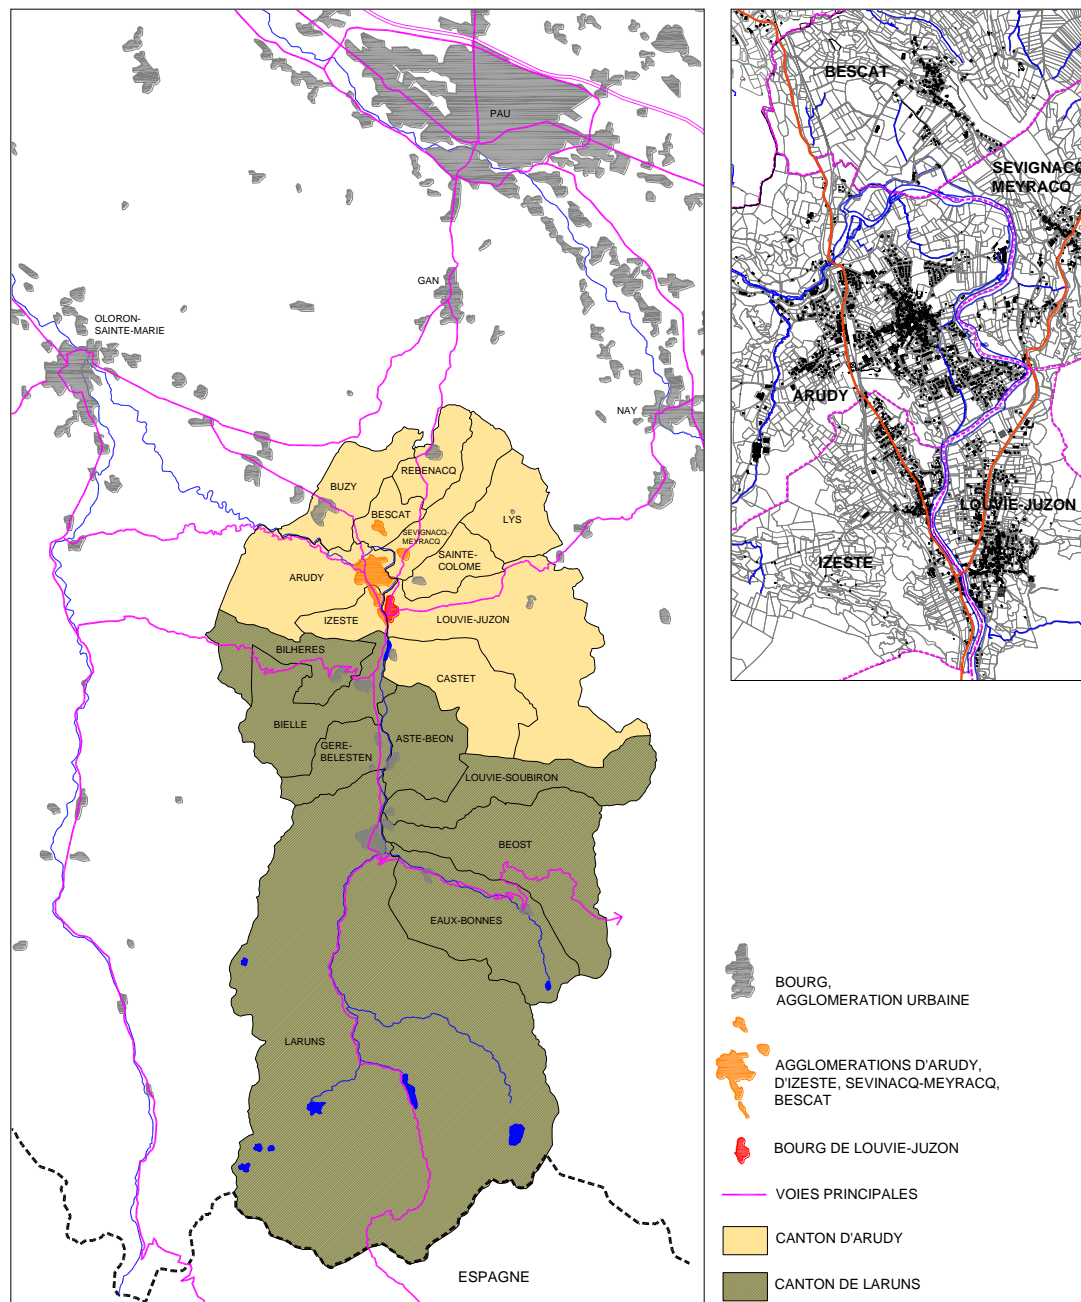 PAU
GAN
OLORON-
SAINTE-MARIE
NAY
REBENACQ
BUZY
BESCAT
LYS
SEVIGNACQ-
MEYRACQ
SAINTE-
COLOME
ARUDY
IZESTE
LOUVIE-JUZON
BILHERES
CASTET
BIELLE
ASTE-BEON
GERE-
BELESTEN
LOUVIE-SOUBIRON
BEOST
EAUX-BONNES
LARUNS
ESPAGNE
BESCAT
SEVIGNACQ
MEYRACQ
ARUDY
LOUVIE-JUZON
IZESTE
BOURG,
AGGLOMERATION URBAINE
AGGLOMERATIONS D'ARUDY,
D'IZESTE, SEVINACQ-MEYRACQ,
BESCAT
BOURG DE LOUVIE-JUZON
VOIES PRINCIPALES
CANTON D'ARUDY
CANTON DE LARUNS